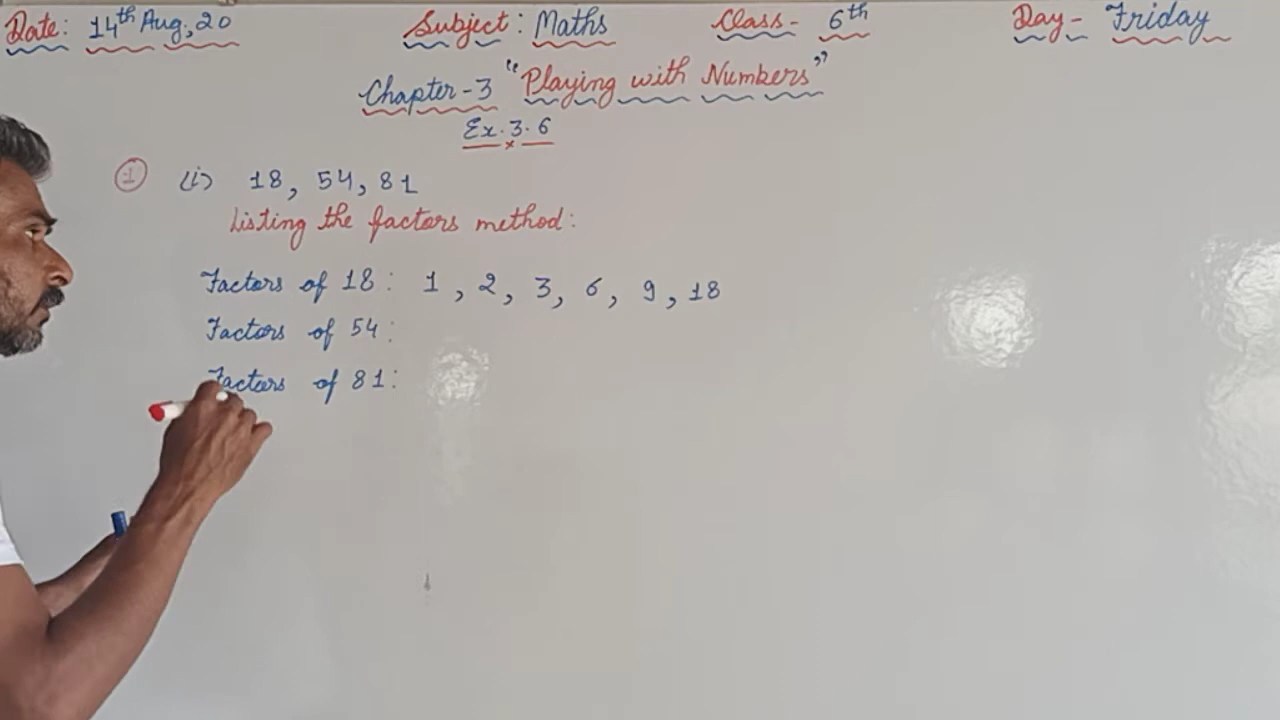 Date: 14th Aug, 20 Subject: Maths Class- 6th Day- Friday
Chapter-3 "Playing with Numbers"
Ex. 3.6
1 (i) 18, 54, 81
Listing the factors method:
Factors of 18: 1, 2, 3, 6, 9, 18
Factors of 54:
Factors of 81: